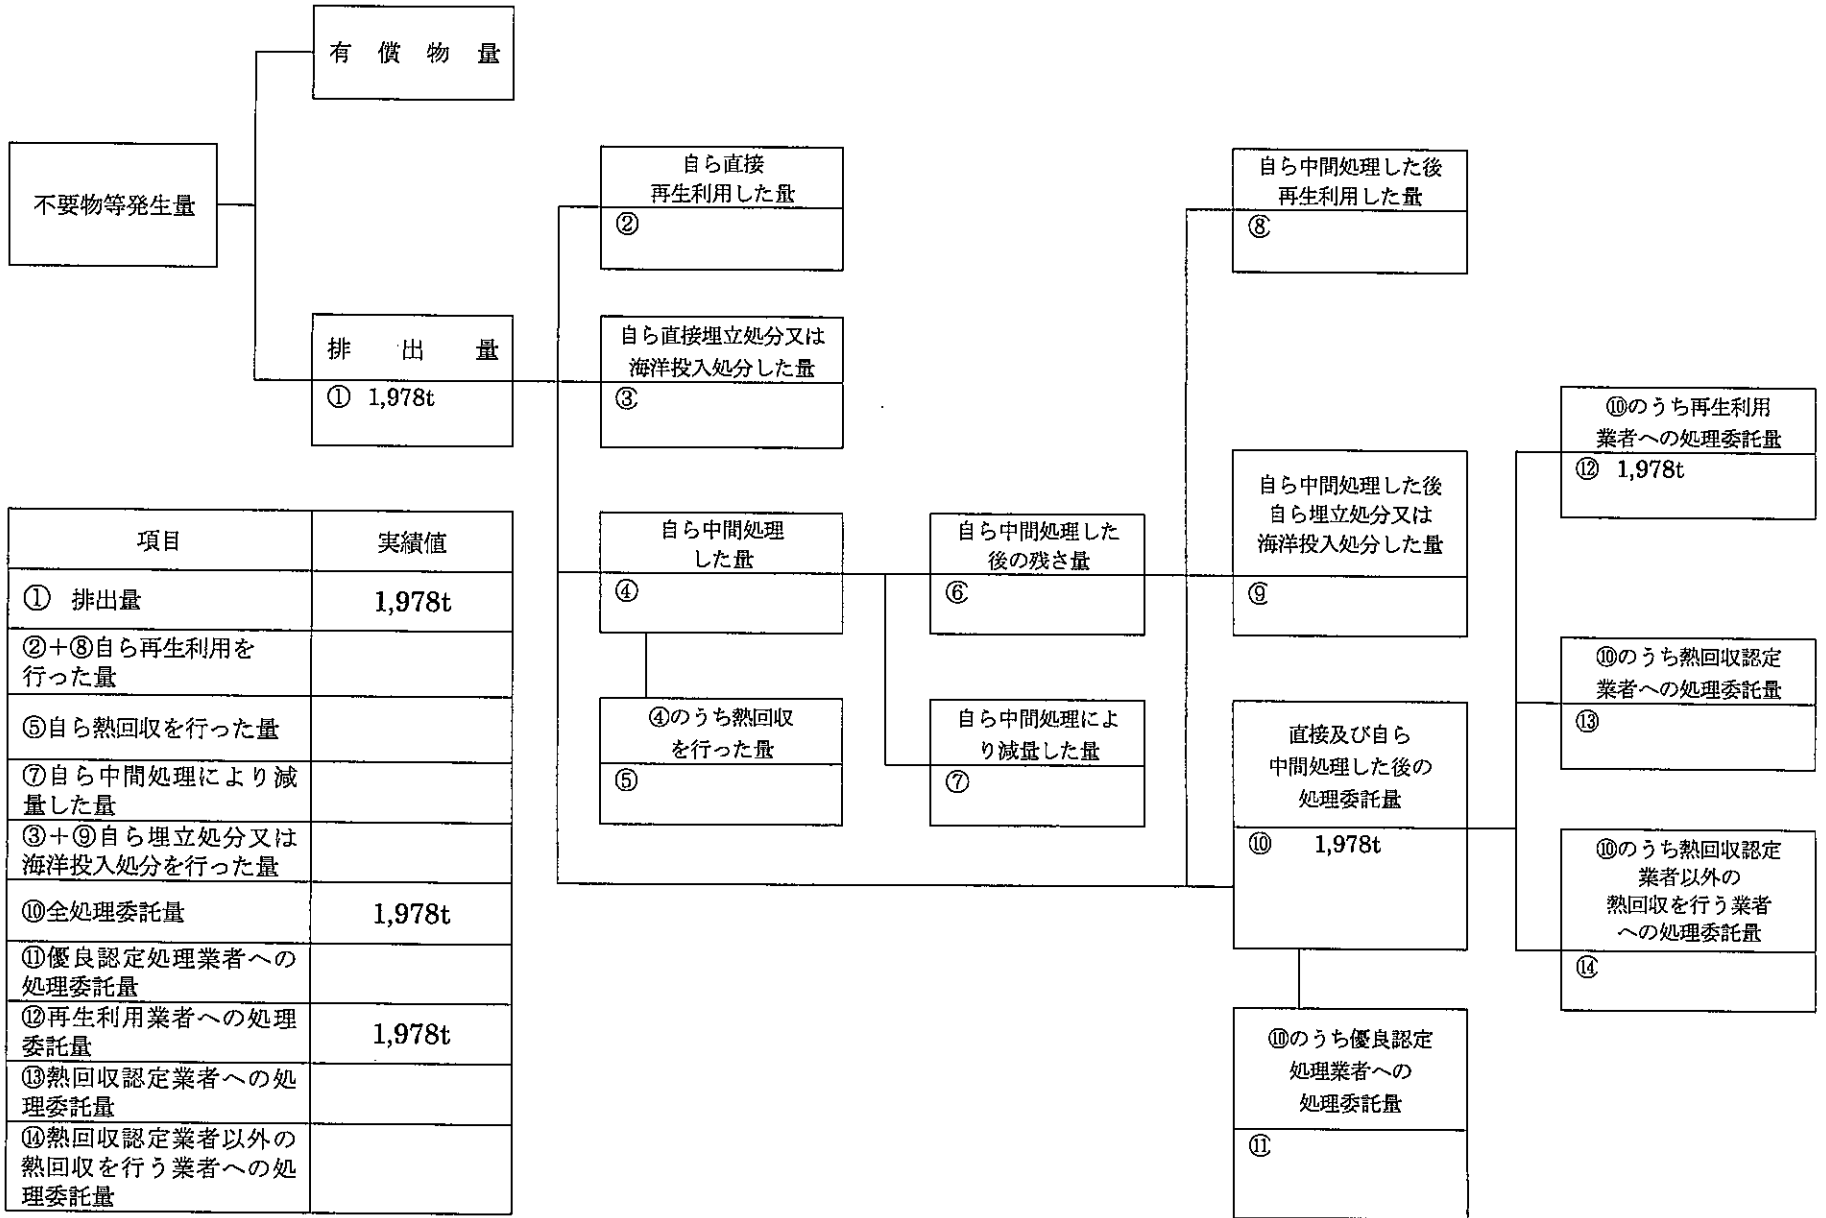 有償物量
不要物等発生量
排出量
① 1,978t
自ら直接
再生利用した量
②
自ら直接埋立処分又は
海洋投入処分した量
③
自ら中間処理
した量
④
④のうち熱回収
を行った量
⑤
自ら中間処理した
後の残さ量
⑥
自ら中間処理によ
り減量した量
⑦
自ら中間処理した後
再生利用した量
⑧
自ら中間処理した後
自ら埋立処分又は
海洋投入処分した量
⑨
直接及び自ら
中間処理した後の
処理委託量
⑩ 1,978t
⑩のうち優良認定
処理業者への
処理委託量
⑪
⑩のうち再生利用
業者への処理委託量
⑫ 1,978t
⑩のうち熱回収認定
業者への処理委託量
⑬
⑩のうち熱回収認定
業者以外の
熱回収を行う業者
への処理委託量
⑭
項目 実績値
① 排出量 1,978t
②+⑧自ら再生利用を
行った量
⑤自ら熱回収を行った量
⑦自ら中間処理により減
量した量
③+⑨自ら埋立処分又は
海洋投入処分を行った量
⑩全処理委託量 1,978t
⑪優良認定処理業者への
処理委託量
⑫再生利用業者への処理
委託量 1,978t
⑬熱回収認定業者への処
理委託量
⑭熱回収認定業者以外の
熱回収を行う業者への処
理委託量